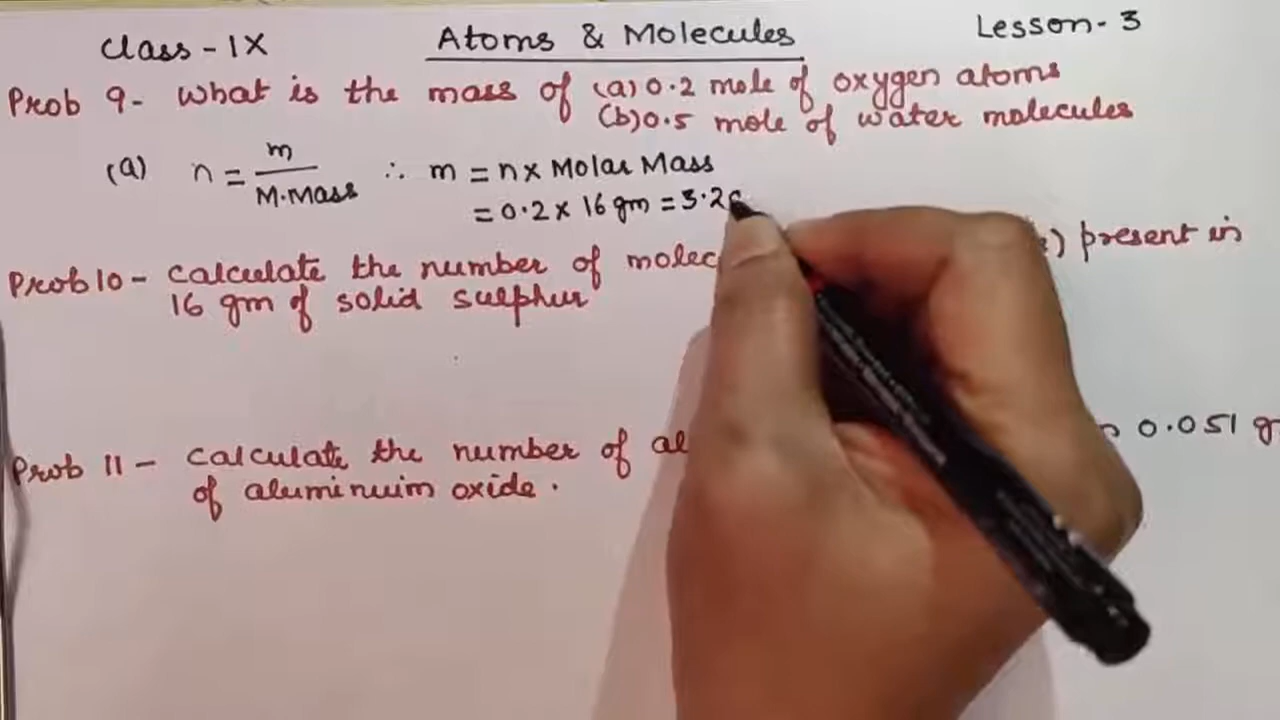 Class - IX Atoms & Molecules Lesson - 3
Prob 9 - What is the mass of (a) 0.2 mole of oxygen atoms
(b) 0.5 mole of water molecules
(a) n = m / M.Mass ∴ m = n x Molar Mass
= 0.2 x 16 gm = 3.2
Prob 10 - Calculate the number of molec ) present in
16 gm of solid sulphur
Prob 11 - Calculate the number of al 0.051 g
of aluminuim oxide.